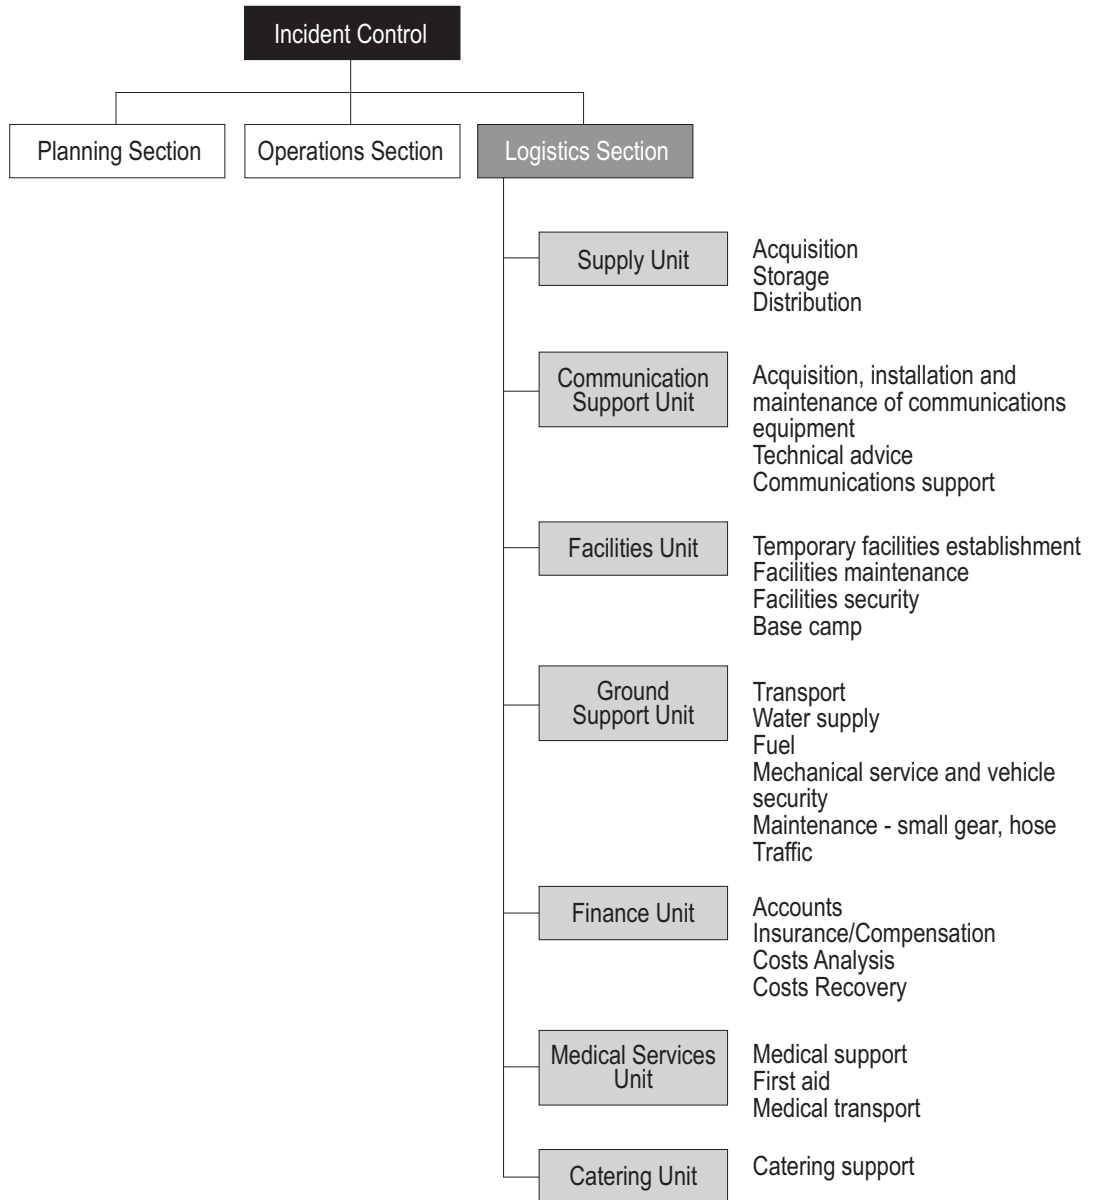 Incident Control
Planning Section
Operations Section
Logistics Section
Supply Unit
Acquisition
Storage
Distribution
Communication
Support Unit
Acquisition, installation and
maintenance of communications
equipment
Technical advice
Communications support
Facilities Unit
Temporary facilities establishment
Facilities maintenance
Facilities security
Base camp
Ground
Support Unit
Transport
Water supply
Fuel
Mechanical service and vehicle
security
Maintenance - small gear, hose
Traffic
Finance Unit
Accounts
Insurance/Compensation
Costs Analysis
Costs Recovery
Medical Services
Unit
Medical support
First aid
Medical transport
Catering Unit
Catering support